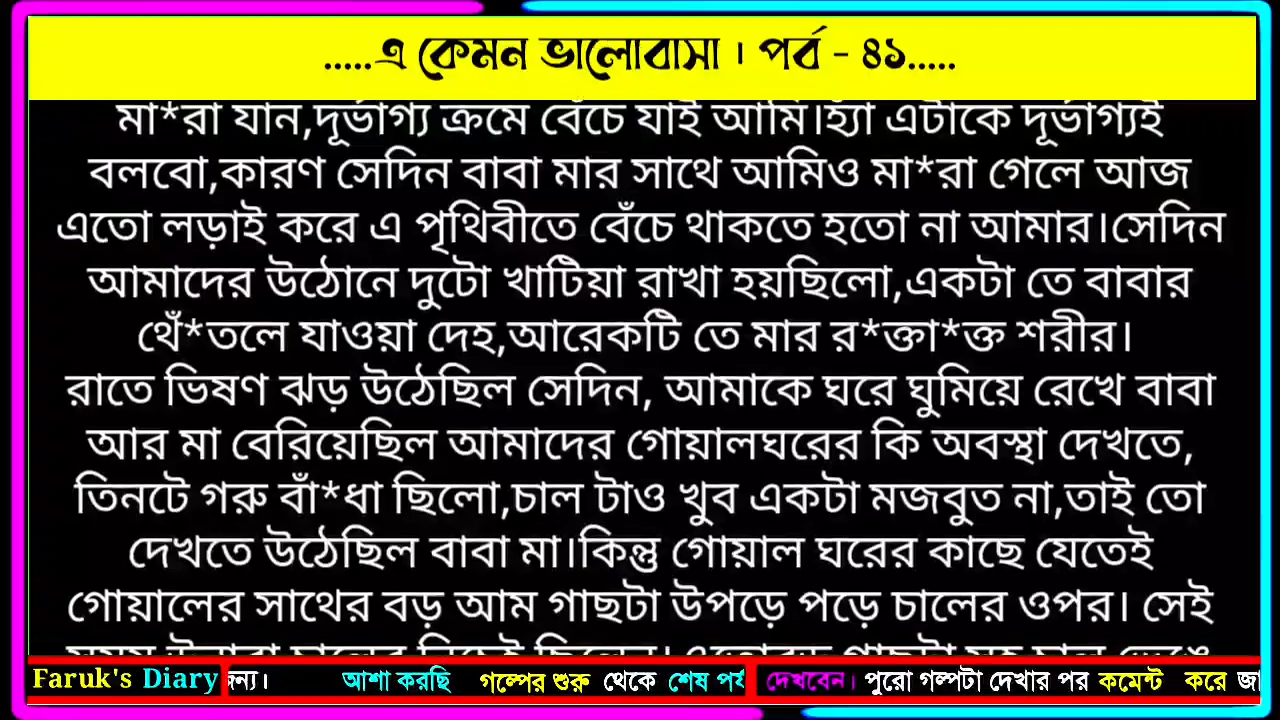 .....এ কেমন ভালোবাসা । পর্ব - ৪১.....
মা*রা যান,দূর্ভাগ্য ক্রমে বেঁচে যাই আমি।হ্যাঁ এটাকে দূর্ভাগ্যই
বলবো,কারণ সেদিন বাবা মার সাথে আমিও মা*রা গেলে আজ
এতো লড়াই করে এ পৃথিবীতে বেঁচে থাকতে হতো না আমার।সেদিন
আমাদের উঠোনে দুটো খাটিয়া রাখা হয়ছিলো,একটা তে বাবার
থেঁ*তলে যাওয়া দেহ,আরেকটি তে মার র*ক্তা*ক্ত শরীর।
রাতে ভিষণ ঝড় উঠেছিল সেদিন, আমাকে ঘরে ঘুমিয়ে রেখে বাবা
আর মা বেরিয়েছিল আমাদের গোয়ালঘরের কি অবস্থা দেখতে,
তিনটে গরু বাঁ*ধা ছিলো,চাল টাও খুব একটা মজবুত না,তাই তো
দেখতে উঠেছিল বাবা মা।কিন্তু গোয়াল ঘরের কাছে যেতেই
গোয়ালের সাথের বড় আম গাছটা উপড়ে পড়ে চালের ওপর। সেই
Faruk's Diary ন্য। আশা করছি গল্পের শুরু থেকে শেষ পর্য দেখবেন। পুরো গল্পটা দেখার পর কমেন্ট করে জা